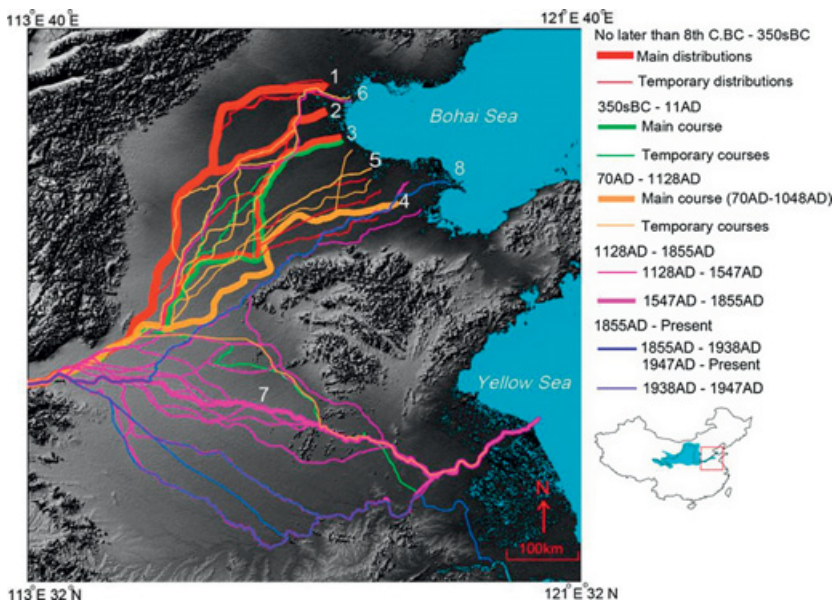 113°40´E
121°E 40´E
1
6
2
3
5
8
4
7
Bohai Sea
Yellow Sea
N
100km
113°E 32´N
121°E 32´N
No later than 8th C.BC - 350sBC
Main distributions
Temporary distributions
350sBC - 11AD
Main course
Temporary courses
70AD - 1128AD
Main course (70AD-1048AD)
Temporary courses
1128AD - 1855AD
1128AD - 1547AD
1547AD - 1855AD
1855AD - Present
1855AD - 1938AD
1947AD - Present
1938AD - 1947AD